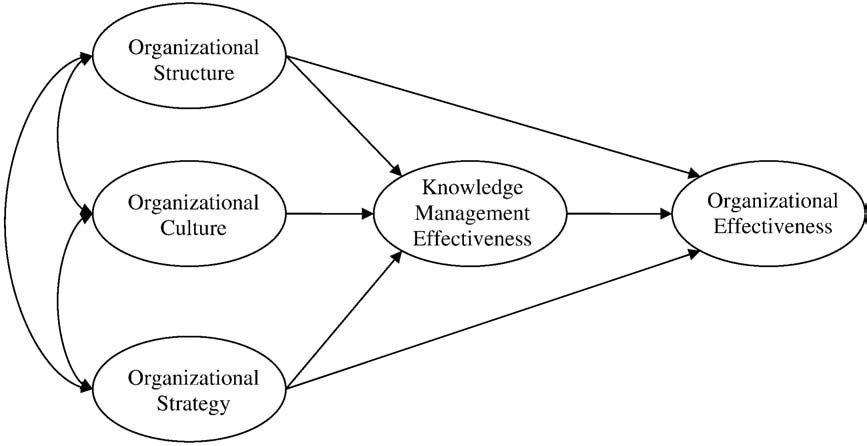 Organizational
Structure
Organizational
Culture
Knowledge
Management
Effectiveness
Organizational
Effectiveness
Organizational
Strategy